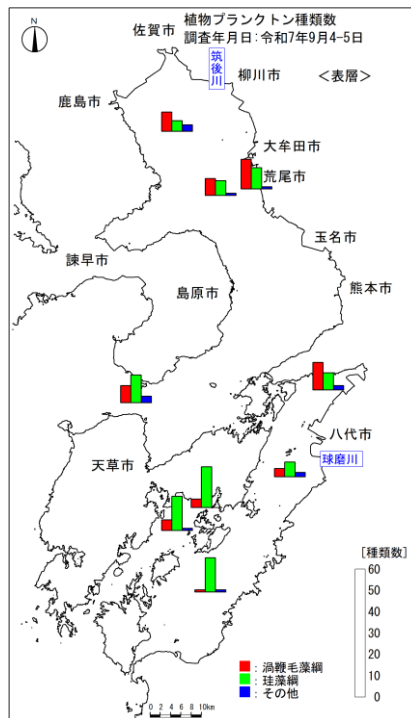 植物プランクトン種類数
調査年月日：令和7年9月4-5日
<表層>
N
佐賀市
筑後川
柳川市
鹿島市
大牟田市
荒尾市
玉名市
諫早市
島原市
熊本市
八代市
球磨川
天草市
[種類数]
60
50
40
30
20
10
0
：渦鞭毛藻綱
：珪藻綱
：その他
0 2 4 6 8 10km